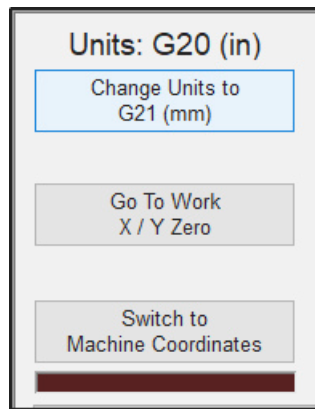 Units: G20 (in)
Change Units to
G21 (mm)
Go To Work
X / Y Zero
Switch to
Machine Coordinates